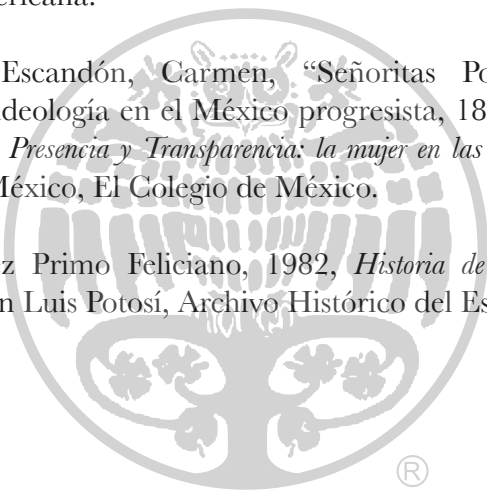 ericana.
Escandón, Carmen, “Señoritas Po
deología en el México progresista, 18
Presencia y Transparencia: la mujer en las
México, El Colegio de México.
z Primo Feliciano, 1982, Historia de
n Luis Potosí, Archivo Histórico del Es
®